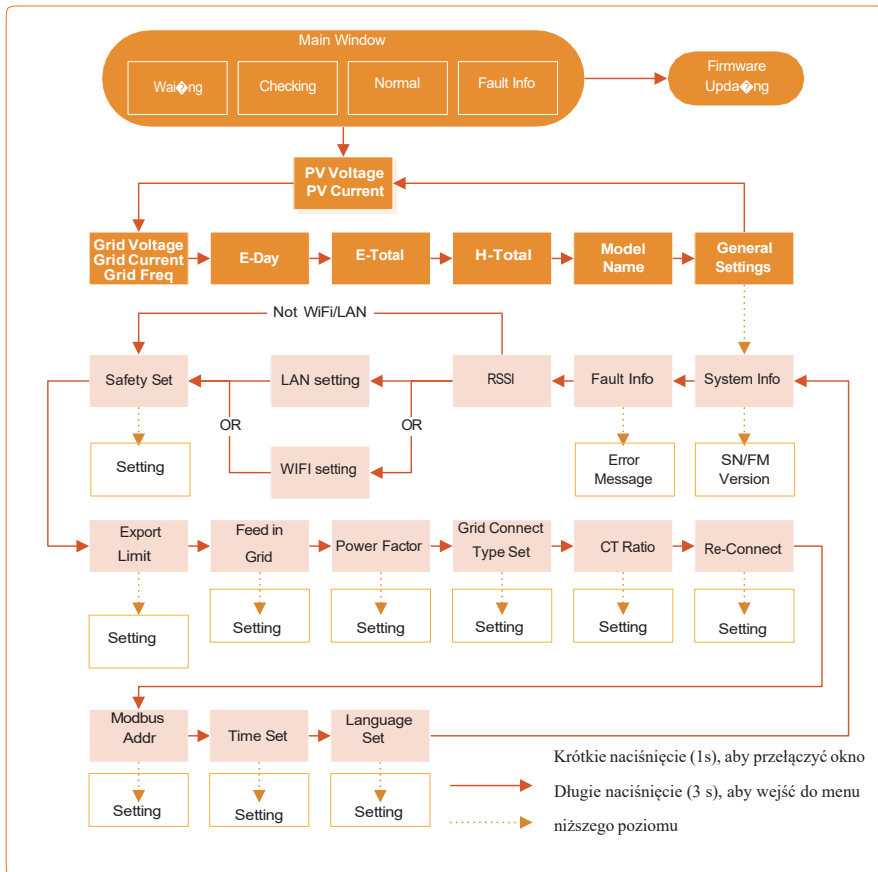 Main Window
Wai�ng
Checking
Normal
Fault Info
Firmware
Upda�ng
PV Voltage
PV Current
Grid Voltage
Grid Current
Grid Freq
E-Day
E-Total
H-Total
Model
Name
General
Settings
Not WiFi/LAN
Safety Set
LAN setting
RSSI
Fault Info
System Info
OR
OR
Setting
WIFI setting
Error
Message
SN/FM
Version
Export
Limit
Feed in
Grid
Power Factor
Grid Connect
Type Set
CT Ratio
Re-Connect
Setting
Setting
Setting
Setting
Setting
Setting
Modbus
Addr
Time Set
Language
Set
Setting
Setting
Setting
Krótkie naciśnięcie (1s), aby przełączyć okno
Długie naciśnięcie (3 s), aby wejść do menu
niższego poziomu